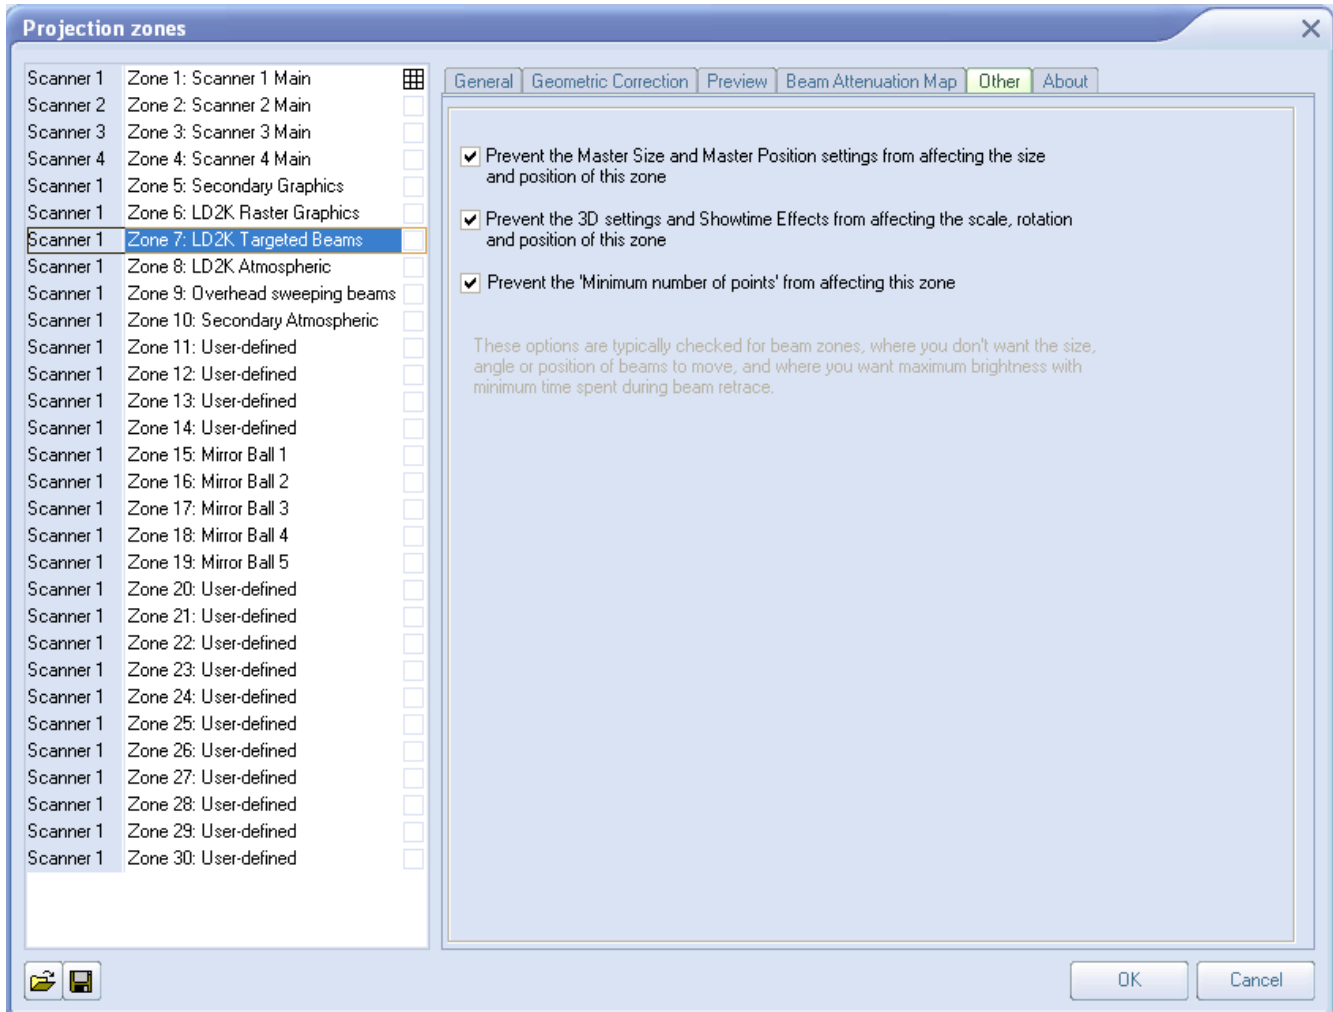 Projection zones
Scanner 1 Zone 1: Scanner 1 Main
Scanner 2 Zone 2: Scanner 2 Main
Scanner 3 Zone 3: Scanner 3 Main
Scanner 4 Zone 4: Scanner 4 Main
Scanner 1 Zone 5: Secondary Graphics
Scanner 1 Zone 6: LD2K Raster Graphics
Scanner 1 Zone 7: LD2K Targeted Beams
Scanner 1 Zone 8: LD2K Atmospheric
Scanner 1 Zone 9: Overhead sweeping beams
Scanner 1 Zone 10: Secondary Atmospheric
Scanner 1 Zone 11: User-defined
Scanner 1 Zone 12: User-defined
Scanner 1 Zone 13: User-defined
Scanner 1 Zone 14: User-defined
Scanner 1 Zone 15: Mirror Ball 1
Scanner 1 Zone 16: Mirror Ball 2
Scanner 1 Zone 17: Mirror Ball 3
Scanner 1 Zone 18: Mirror Ball 4
Scanner 1 Zone 19: Mirror Ball 5
Scanner 1 Zone 20: User-defined
Scanner 1 Zone 21: User-defined
Scanner 1 Zone 22: User-defined
Scanner 1 Zone 23: User-defined
Scanner 1 Zone 24: User-defined
Scanner 1 Zone 25: User-defined
Scanner 1 Zone 26: User-defined
Scanner 1 Zone 27: User-defined
Scanner 1 Zone 28: User-defined
Scanner 1 Zone 29: User-defined
Scanner 1 Zone 30: User-defined
General Geometric Correction Preview Beam Attenuation Map Other About
Prevent the Master Size and Master Position settings from affecting the size
and position of this zone
Prevent the 3D settings and Showtime Effects from affecting the scale, rotation
and position of this zone
Prevent the 'Minimum number of points' from affecting this zone
These options are typically checked for beam zones, where you don't want the size,
angle or position of beams to move, and where you want maximum brightness with
minimum time spent during beam retrace.
OK Cancel